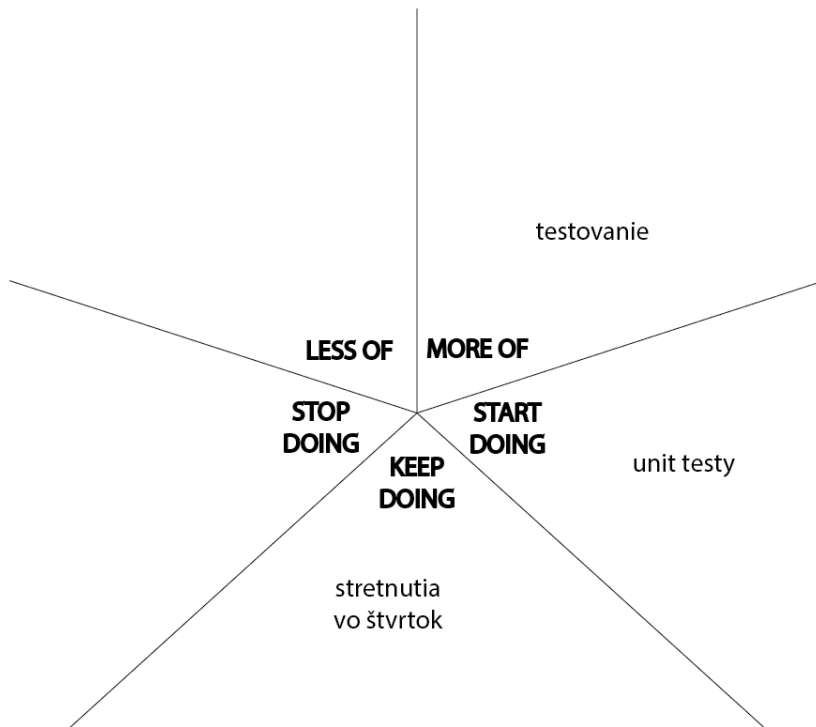 testovanie
LESS OF
MORE OF
STOP
DOING
START
DOING
KEEP
DOING
unit testy
stretnutia
vo štvrtok